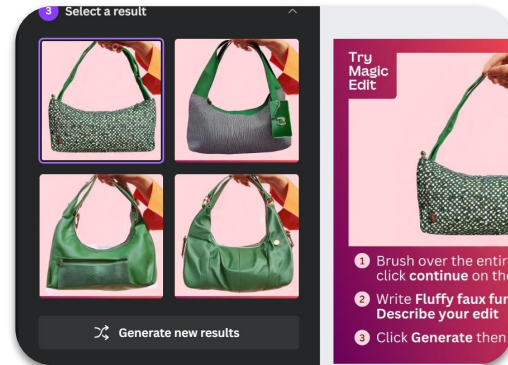 3 Select a result
Generate new results
Try
Magic
Edit
1 Brush over the entir
click continue on the
2 Write Fluffy faux fur
Describe your edit
3 Click Generate then